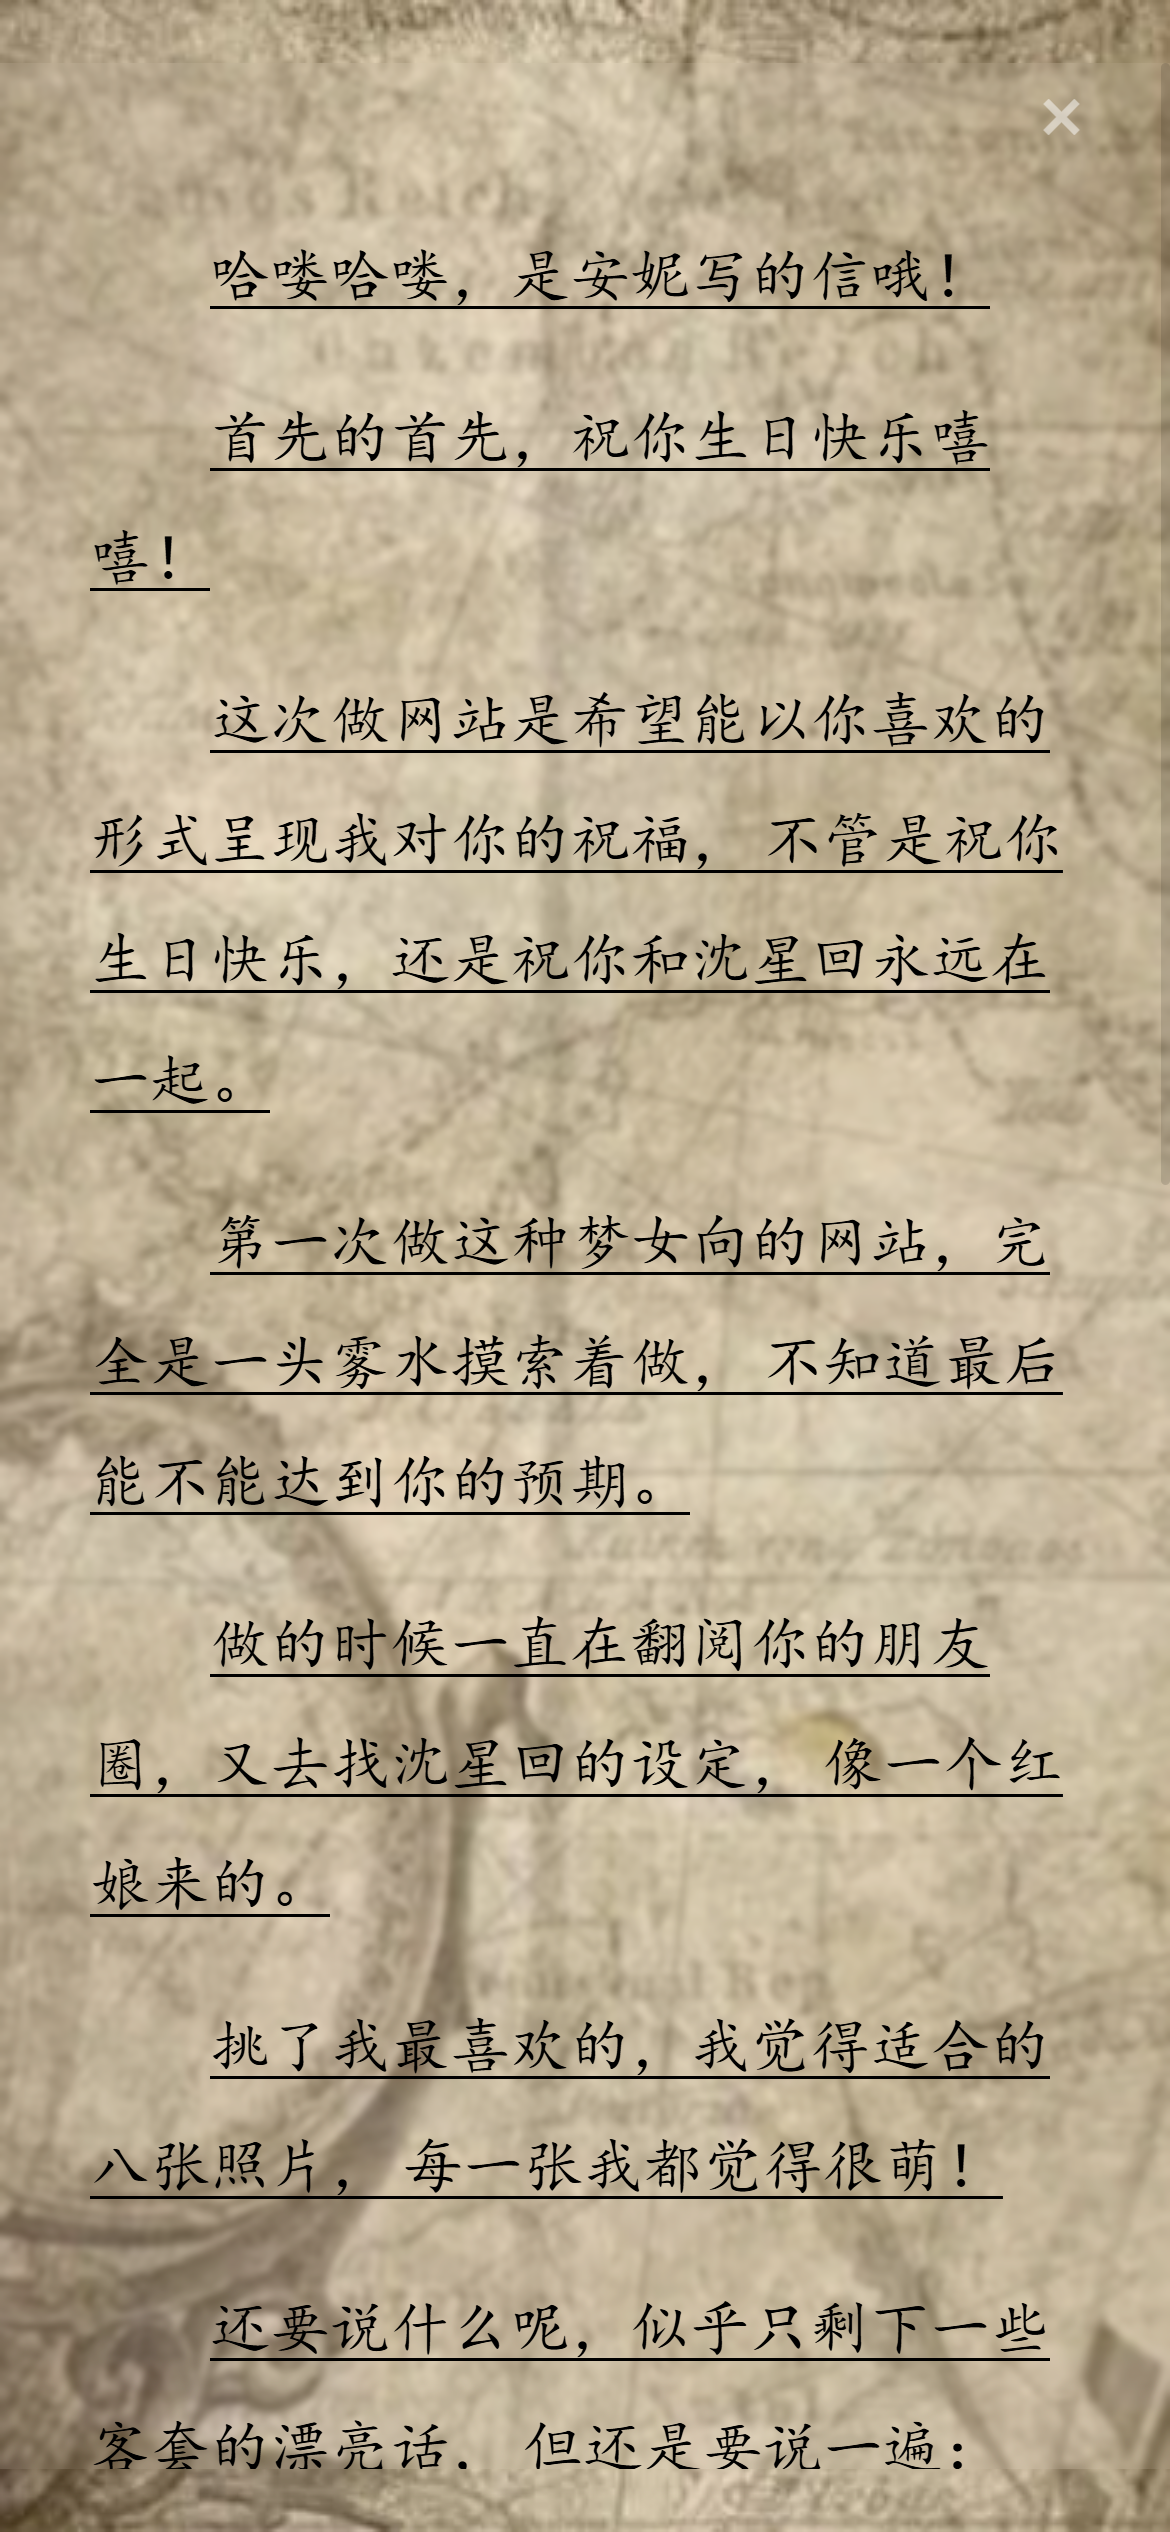 哈喽哈喽，是安妮写的信哦！
首先的首先，祝你生日快乐嘻
嘻！
这次做网站是希望能以你喜欢的
形式呈现我对你的祝福， 不管是祝你
生日快乐，还是祝你和沈星回永远在
一起。
第一次做这种梦女向的网站，完
全是一头雾水摸索着做， 不知道最后
能不能达到你的预期。
做的时候一直在翻阅你的朋友
圈，又去找沈星回的设定， 像一个红
娘来的。
挑了我最喜欢的，我觉得适合的
八张照片， 每一张我都觉得很萌！
还要说什么呢，似乎只剩下一些
客套的漂亮话， 但还是要说一遍：